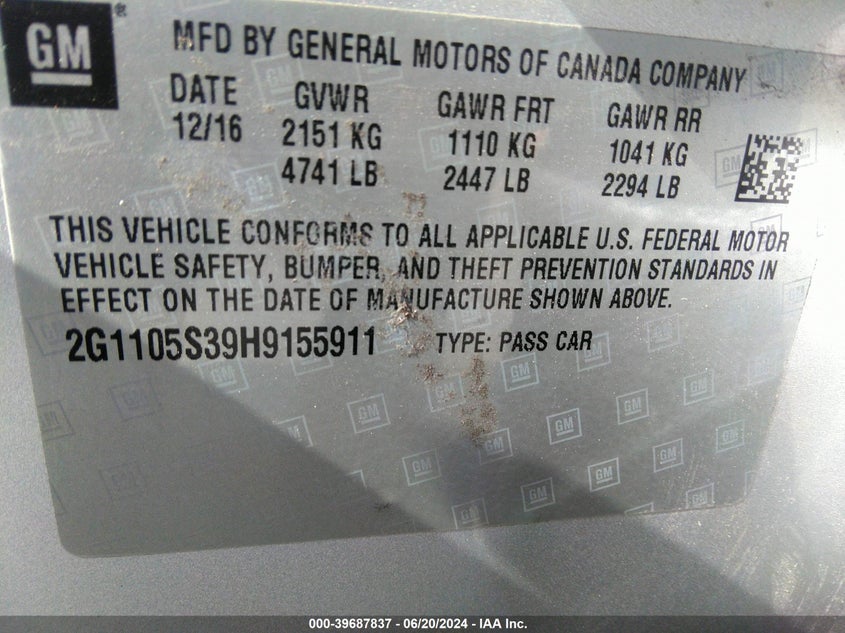 GM ®
MFD BY GENERAL MOTORS OF CANADA COMPANY
DATE GVWR GAWR FRT GAWR RR
12/16 2151 KG 1110 KG 1041 KG
4741 LB 2447 LB 2294 LB
THIS VEHICLE CONFORMS TO ALL APPLICABLE U.S. FEDERAL MOTOR
VEHICLE SAFETY, BUMPER, AND THEFT PREVENTION STANDARDS IN
EFFECT ON THE DATE OF MANUFACTURE SHOWN ABOVE.
2G1105S39H9155911 TYPE: PASS CAR
000-39687837 - 06/20/2024 - IAA Inc.